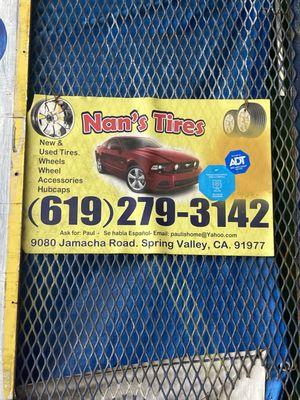 Nan's Tires
New &
Used Tires
Wheels
Wheel
Accessories
Hubcaps
ADT
(619) 279-3142
Ask for: Paul - Se habla Español- Email: paulishome@Yahoo.com
9080 Jamacha Road. Spring Valley, CA. 91977